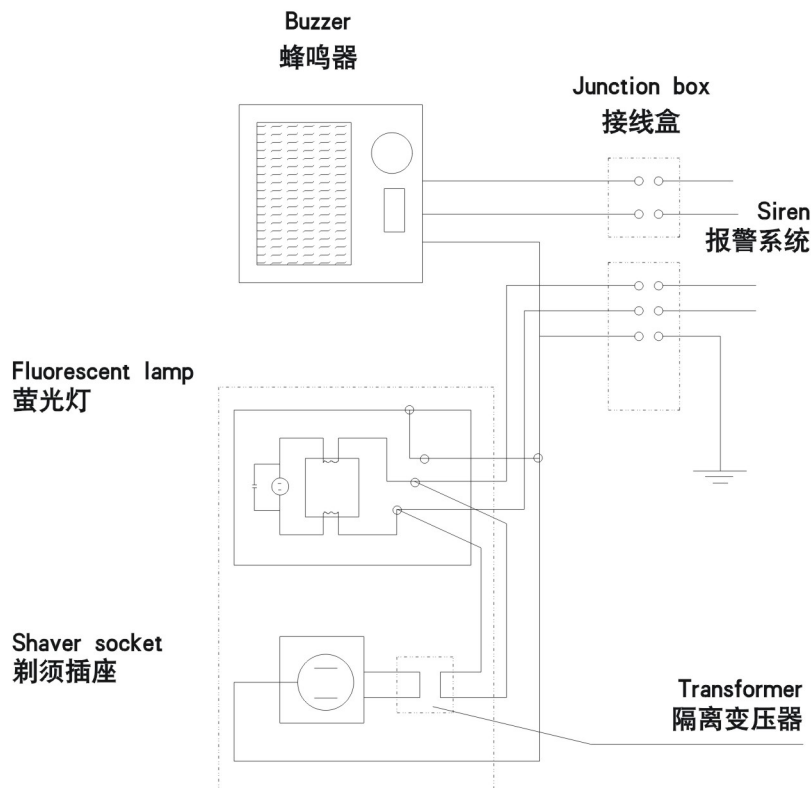 Buzzer
蜂鸣器
Junction box
接线盒
Siren
报警系统
Fluorescent lamp
萤光灯
Shaver socket
剃须插座
Transformer
隔离变压器